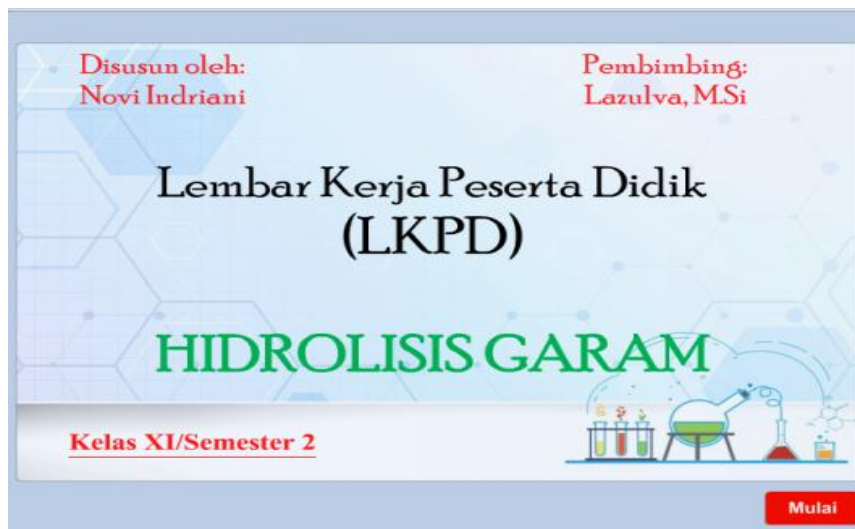 Disusun oleh:
Novi Indriani
Pembimbing:
Lazulva, M.Si
Lembar Kerja Peserta Didik
(LKPD)
HIDROLISIS GARAM
Kelas XI/Semester 2
Mulai